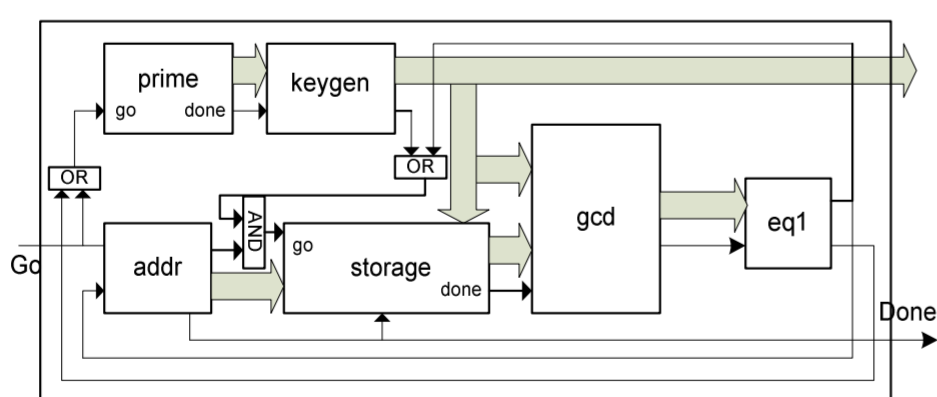 prime
keygen
go
done
OR
OR
AND
gcd
eq1
Go
addr
go
storage
done
Done